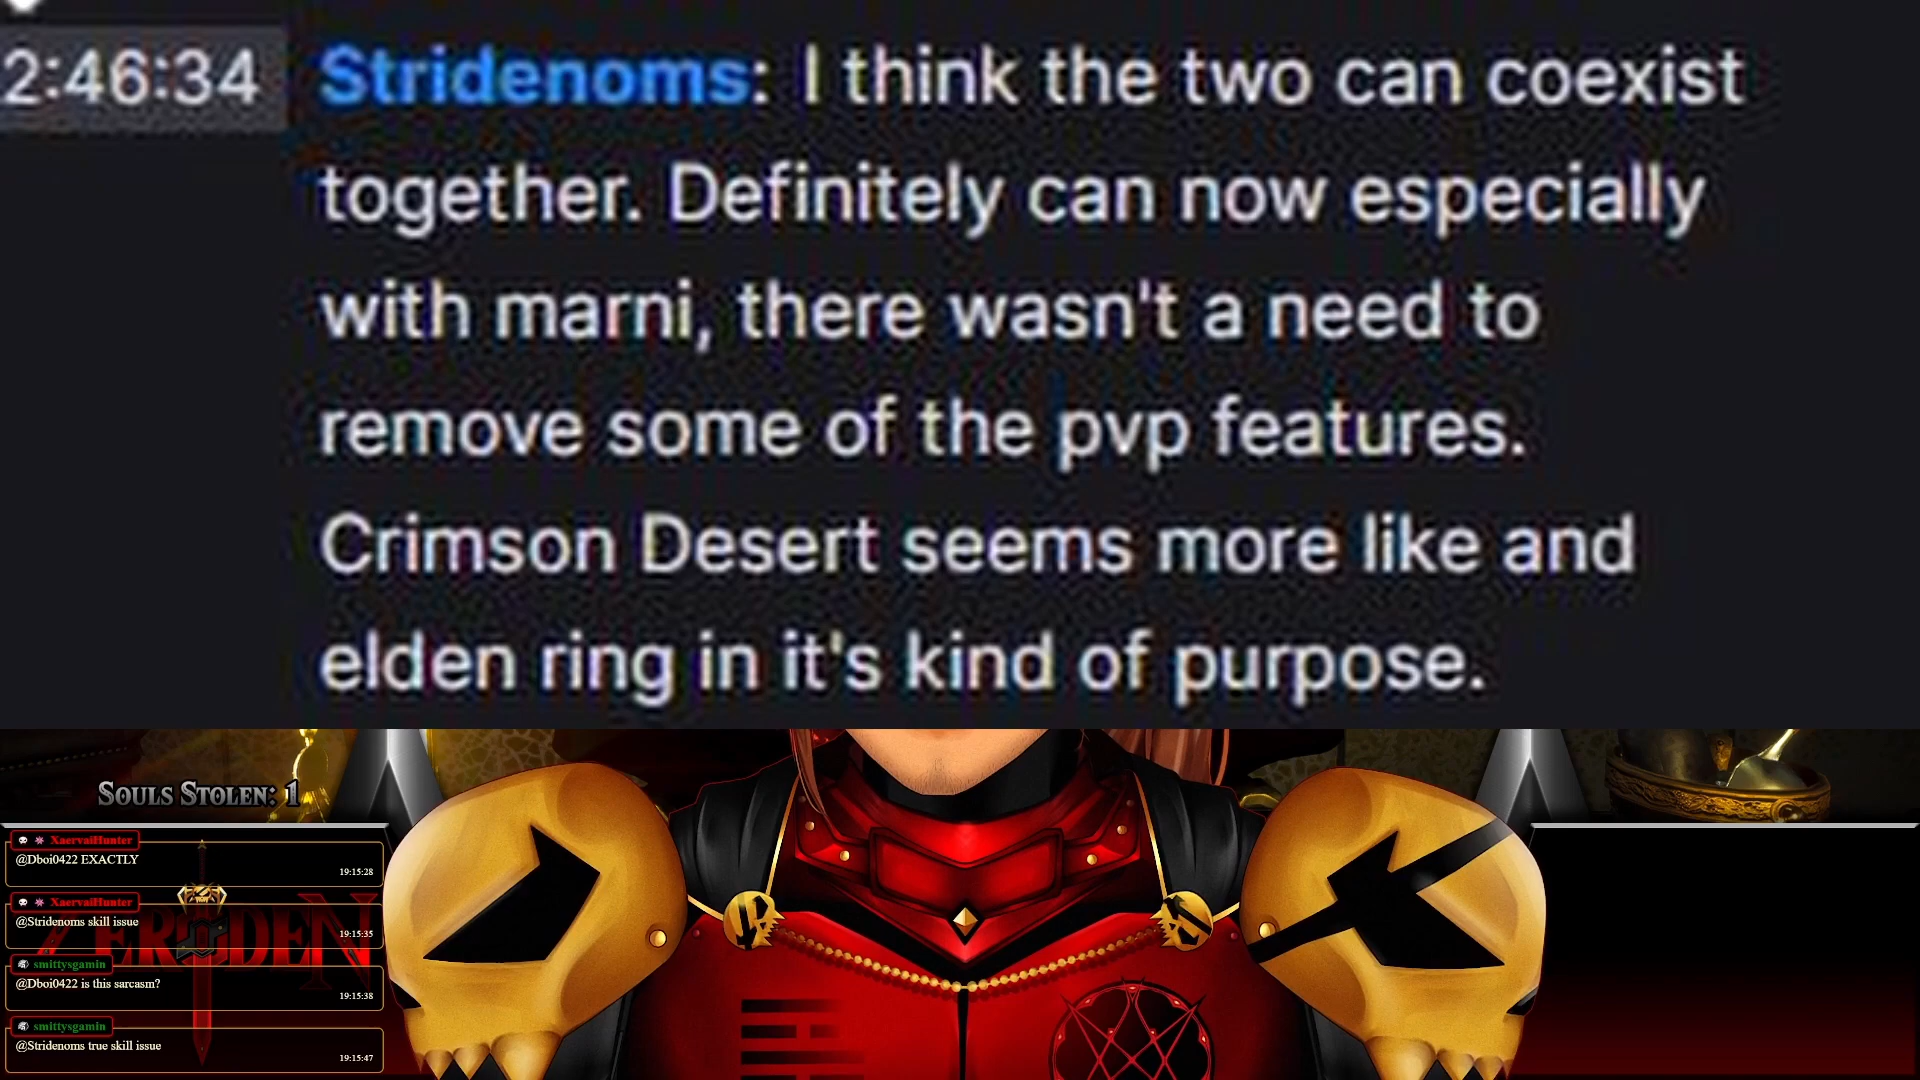 2:46:34 Stridenoms: I think the two can coexist
together. Definitely can now especially
with marni, there wasn't a need to
remove some of the pvp features.
Crimson Desert seems more like and
elden ring in it's kind of purpose.
Souls Stolen: 1
XaervaiHunter
@Dboi0422 EXACTLY
19:15:28
XaervaiHunter
@Stridenoms skill issue
19:15:35
ZERODEN
smittysgamin
@Dboi0422 is this sarcasm?
19:15:38
smittysgamin
@Stridenoms true skill issue
19:15:47